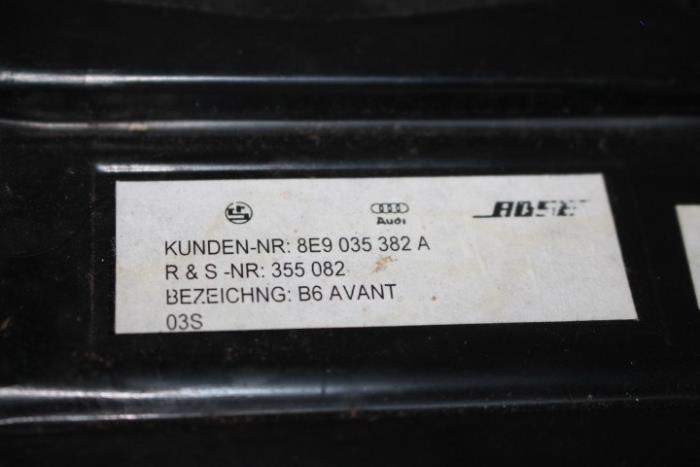 Audi BOSE
KUNDEN-NR: 8E9 035 382 A
R & S -NR: 355 082
BEZEICHNG: B6 AVANT
03S